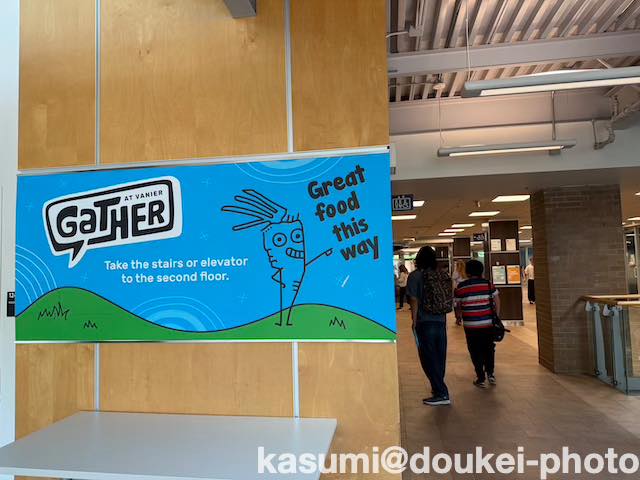 AT VANIER
GaTHER
Take the stairs or elevator
to the second floor.
Great
food
this
way
kasumi@doukei-photo